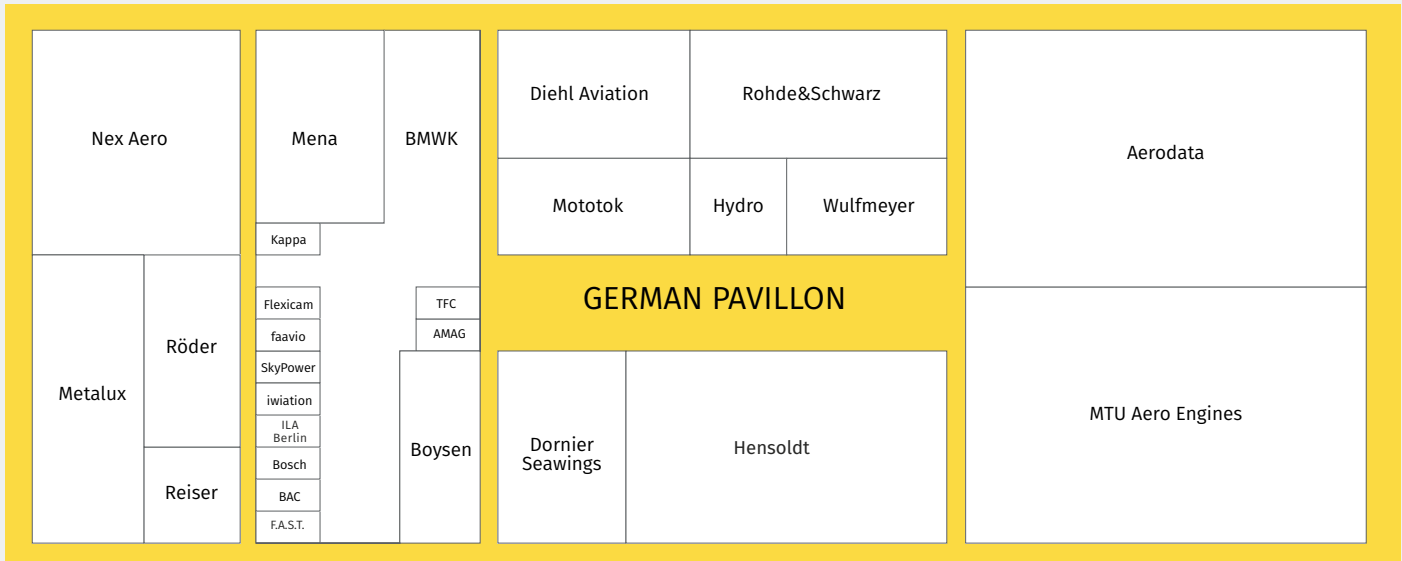 Nex Aero
Metalux
Röder
Reiser
Mena
BMWK
Kappa
Flexicam
faavio
SkyPower
iwiation
ILA
Berlin
Bosch
BAC
F.A.S.T.
TFC
AMAG
Boysen
Diehl Aviation
Rohde&Schwarz
Mototok
Hydro
Wulfmeyer
GERMAN PAVILLON
Dornier
Seawings
Hensoldt
Aerodata
MTU Aero Engines